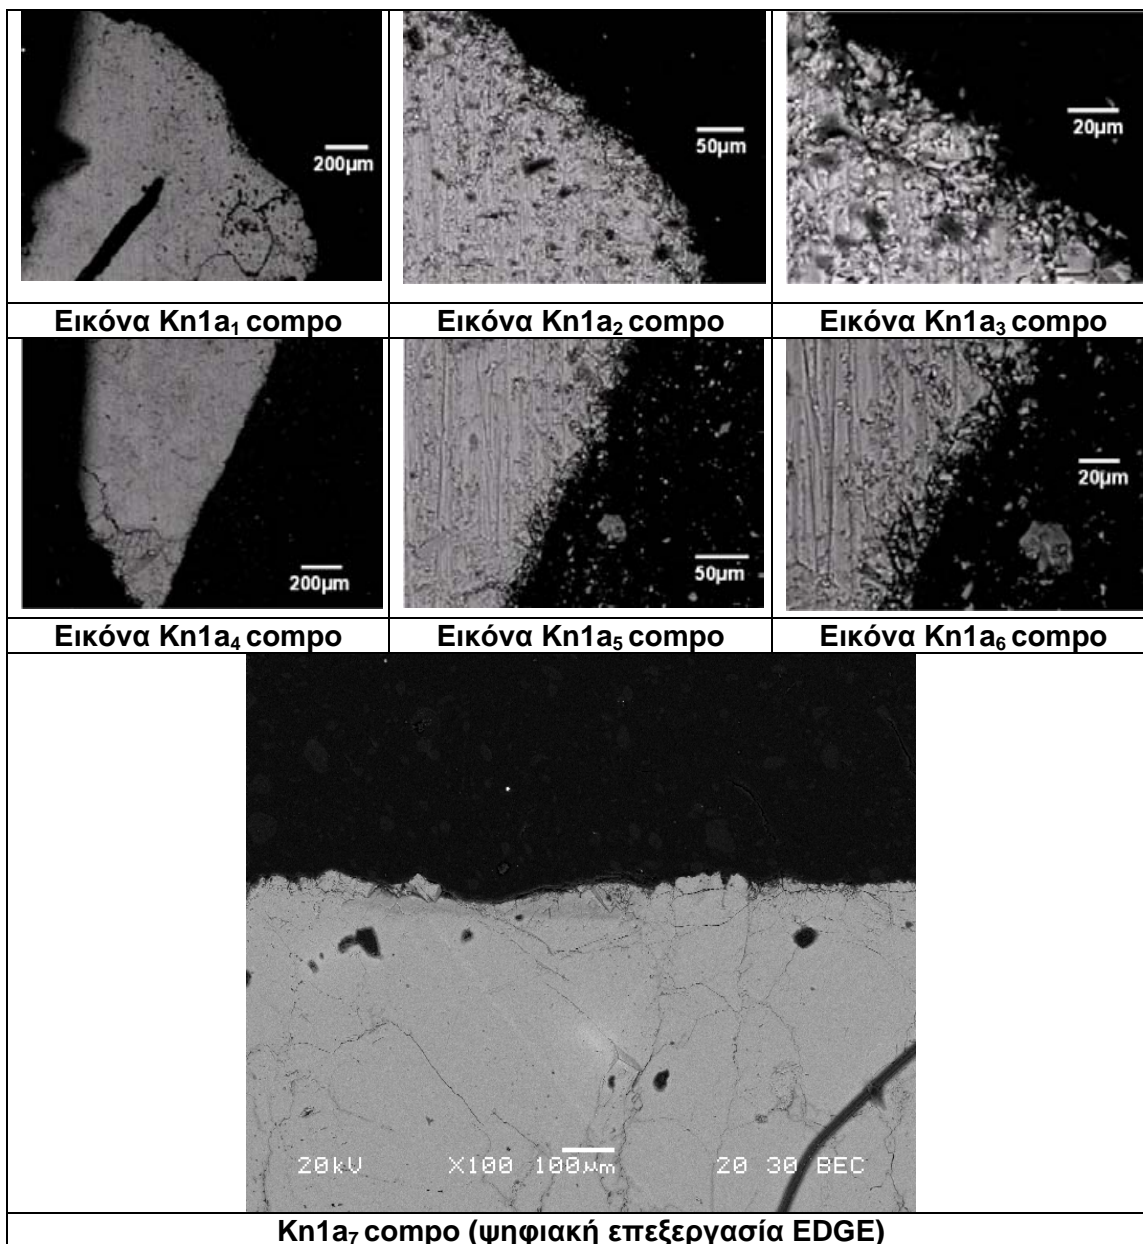 200µm
50µm
20µm
Εικόνα Kn1a₁ compo
Εικόνα Kn1a₂ compo
Εικόνα Kn1a₃ compo
200µm
50µm
20µm
Εικόνα Kn1a₄ compo
Εικόνα Kn1a₅ compo
Εικόνα Kn1a₆ compo
20kV X100 100µm 20 30 BEC
Kn1a₇ compo (ψηφιακή επεξεργασία EDGE)